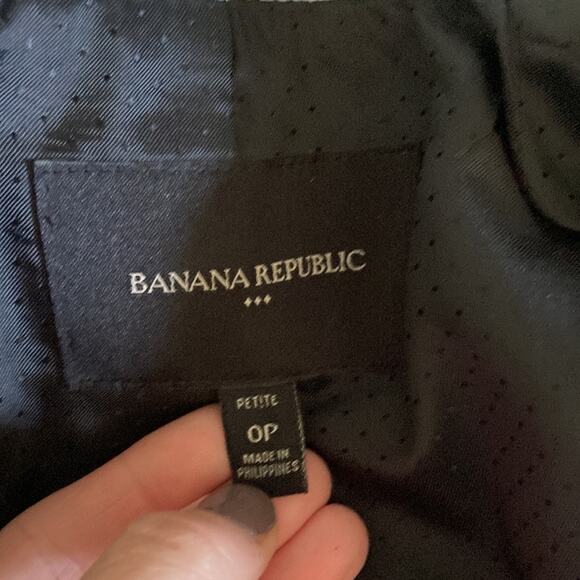 BANANA REPUBLIC
PETITE
0P
MADE IN
PHILIPPINES